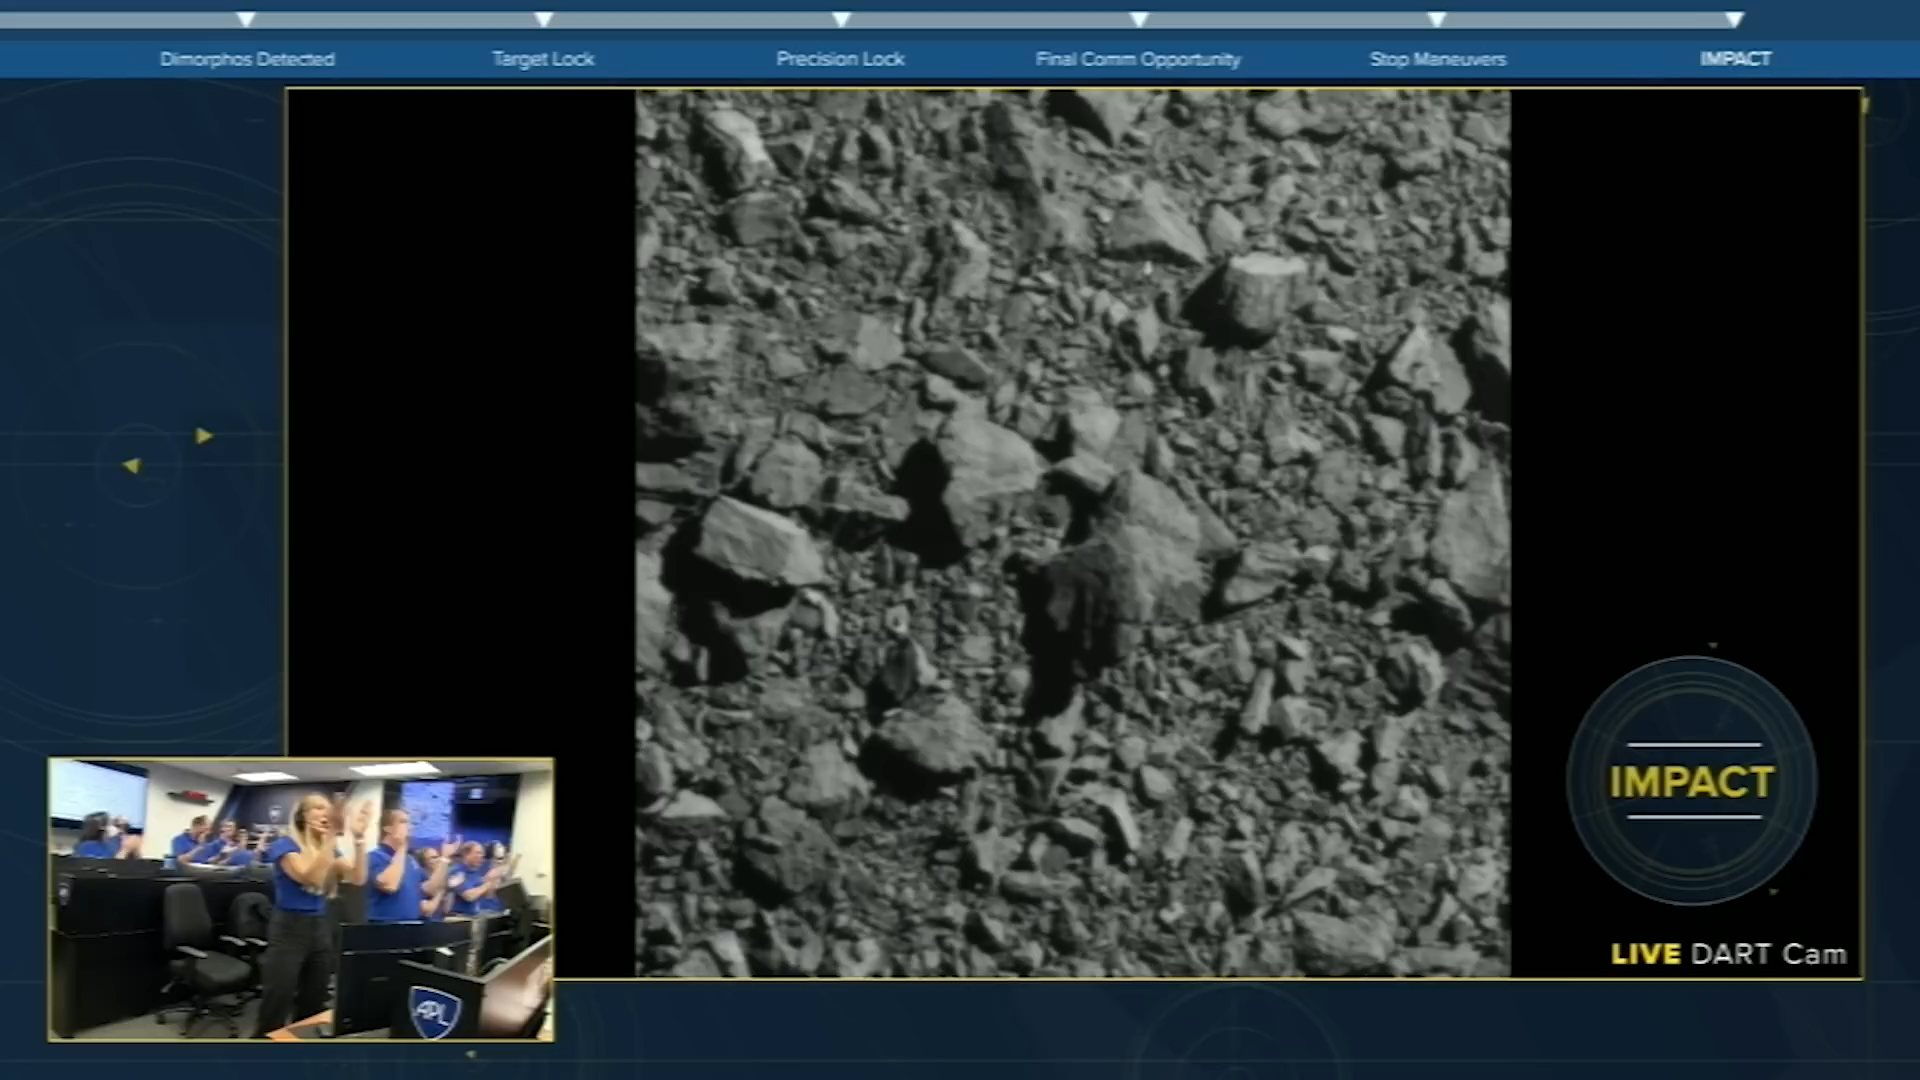 Dimorphos Detected
Target Lock
Precision Lock
Final Comm Opportunity
Stop Maneuvers
IMPACT
IMPACT
LIVE DART Cam
APL